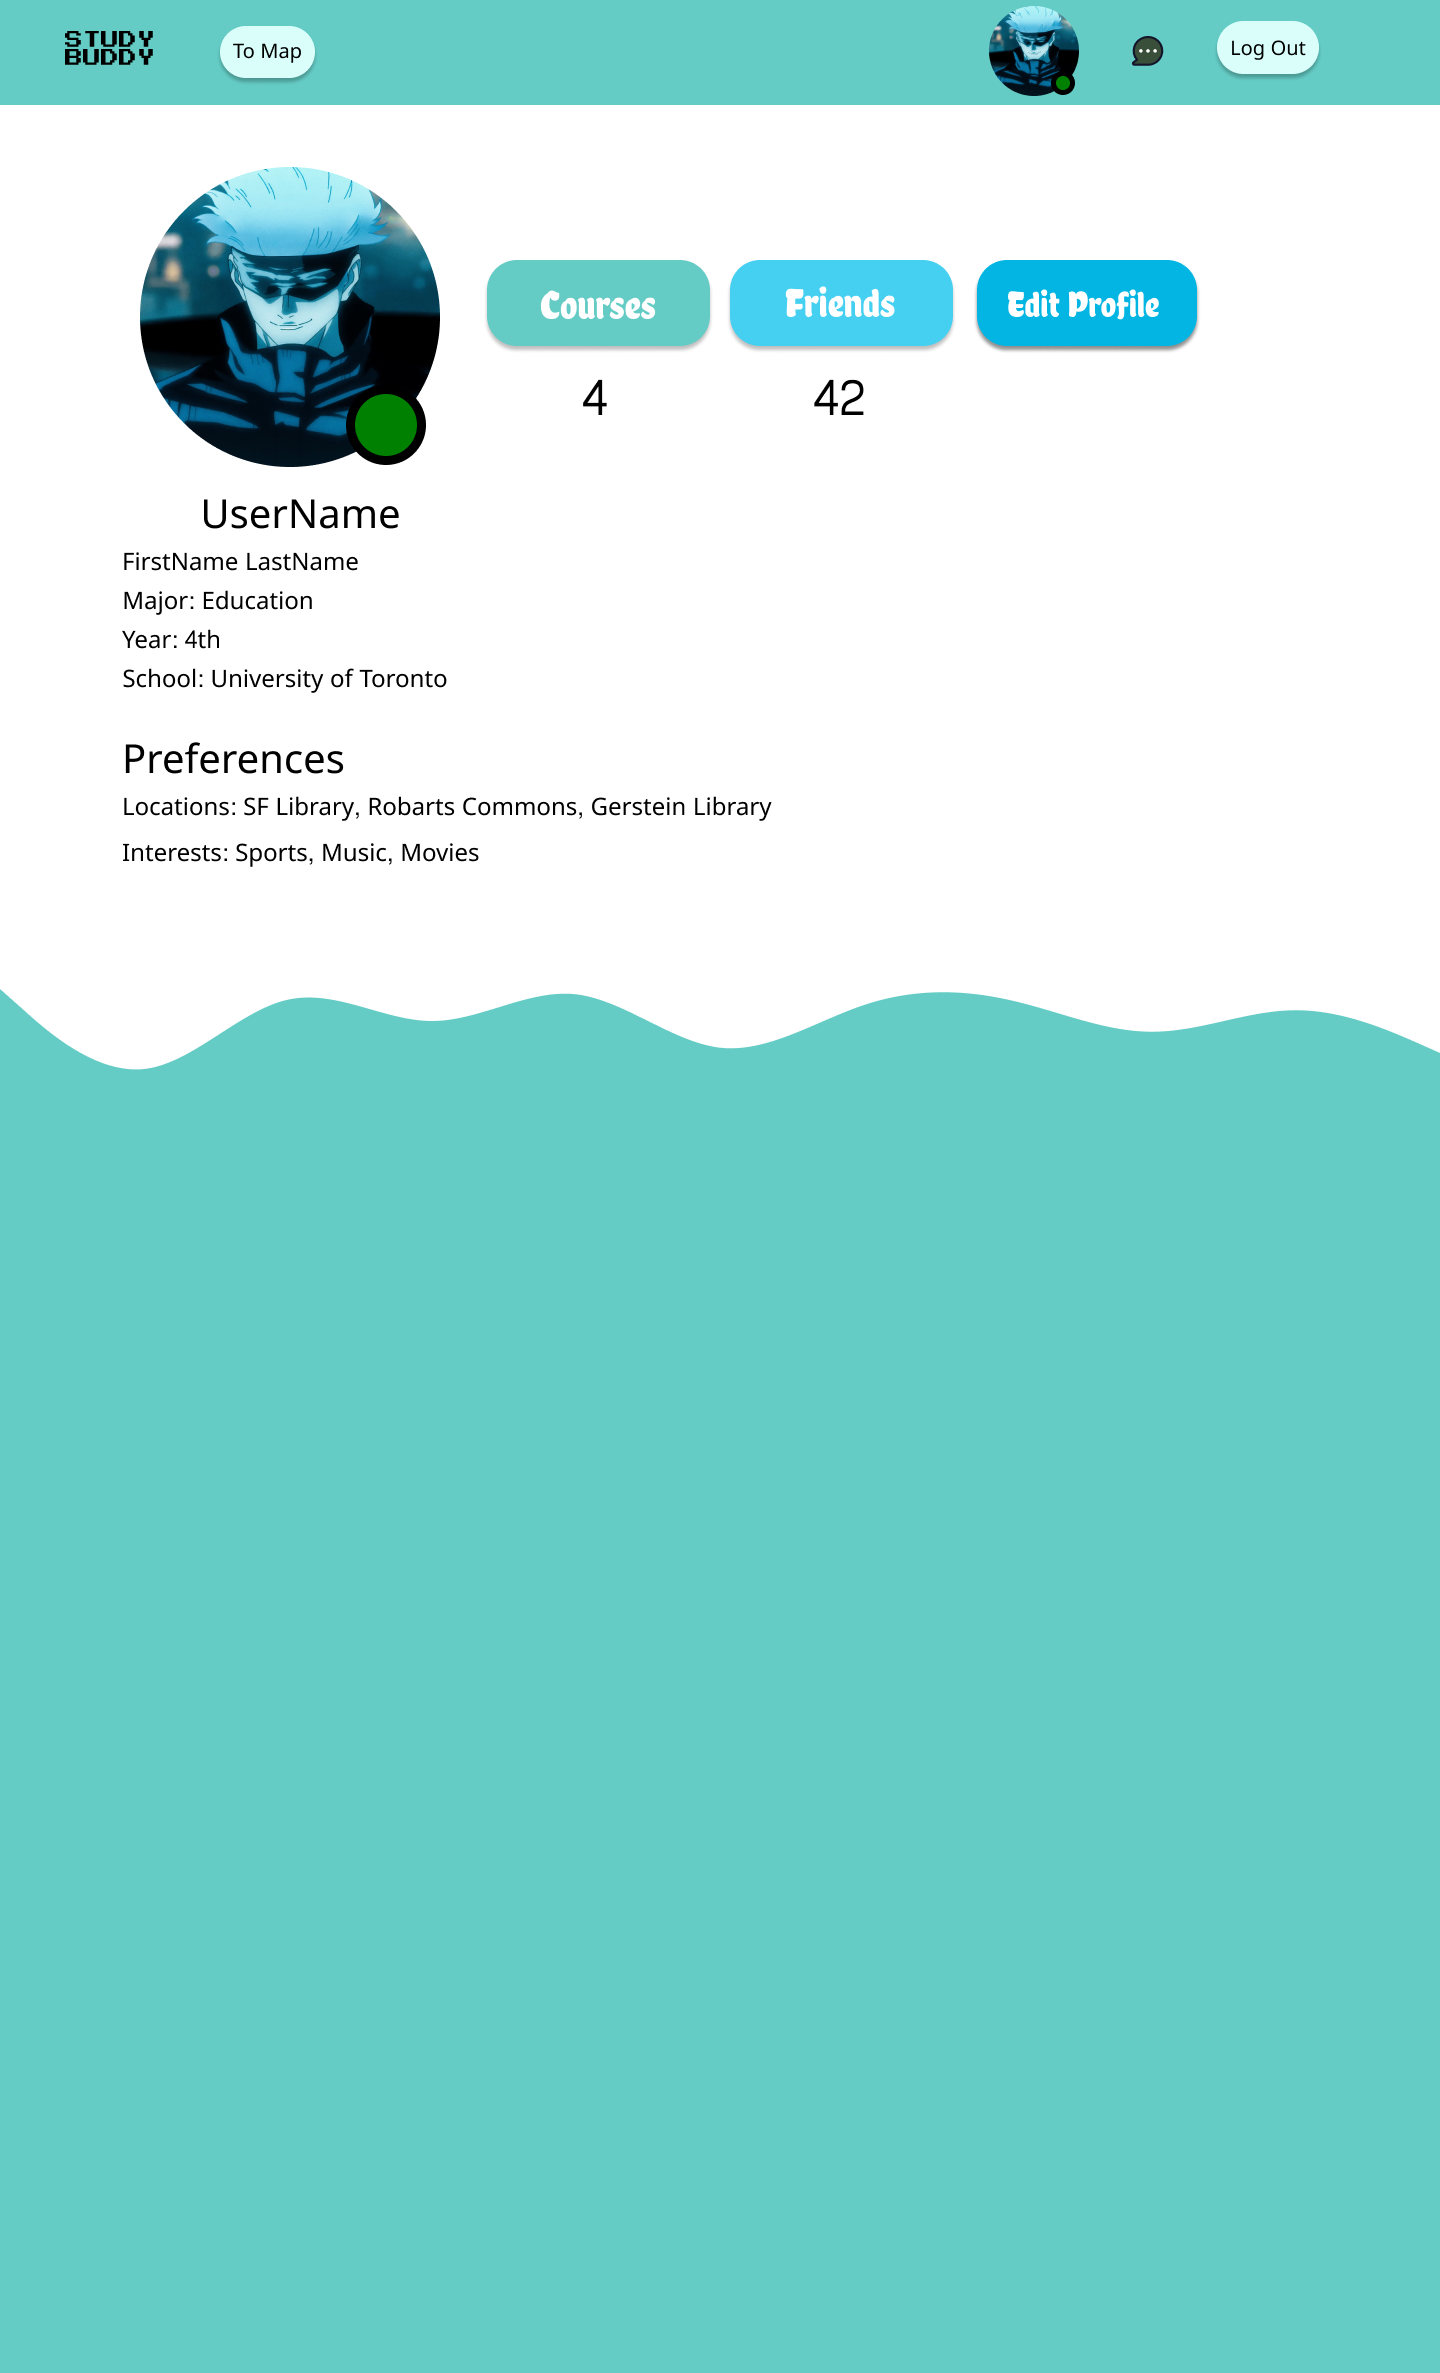 STUDY
BUDDY
To Map
Log Out
Courses
Friends
Edit Profile
4
42
UserName
FirstName LastName
Major: Education
Year: 4th
School: University of Toronto
Preferences
Locations: SF Library, Robarts Commons, Gerstein Library
Interests: Sports, Music, Movies